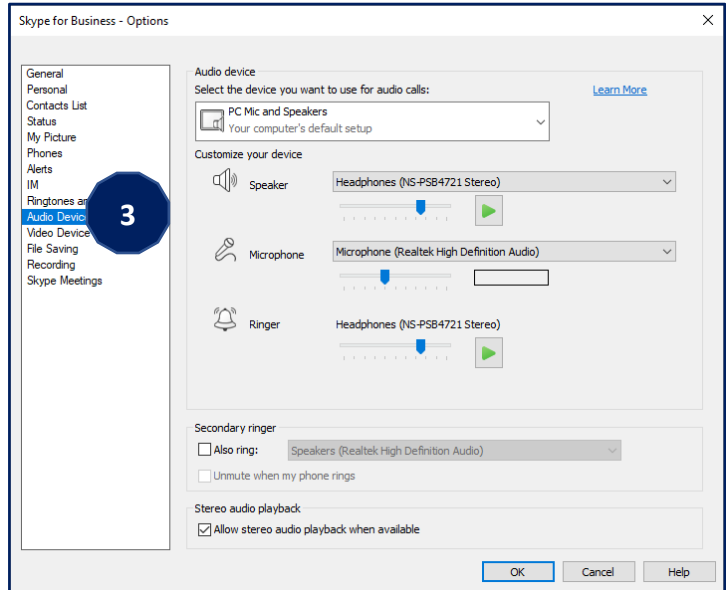 Skype for Business - Options
General
Personal
Contacts List
Status
My Picture
Phones
Alerts
IM
Ringtones
Audio Device
Video Device
File Saving
Recording
Skype Meetings
3
Audio device
Select the device you want to use for audio calls:
Learn More
PC Mic and Speakers
Your computer's default setup
Customize your device
Speaker
Headphones (NS-PSB4721 Stereo)
Microphone
Microphone (Realtek High Definition Audio)
Ringer
Headphones (NS-PSB4721 Stereo)
Secondary ringer
Also ring:
Speakers (Realtek High Definition Audio)
Unmute when my phone rings
Stereo audio playback
Allow stereo audio playback when available
OK
Cancel
Help